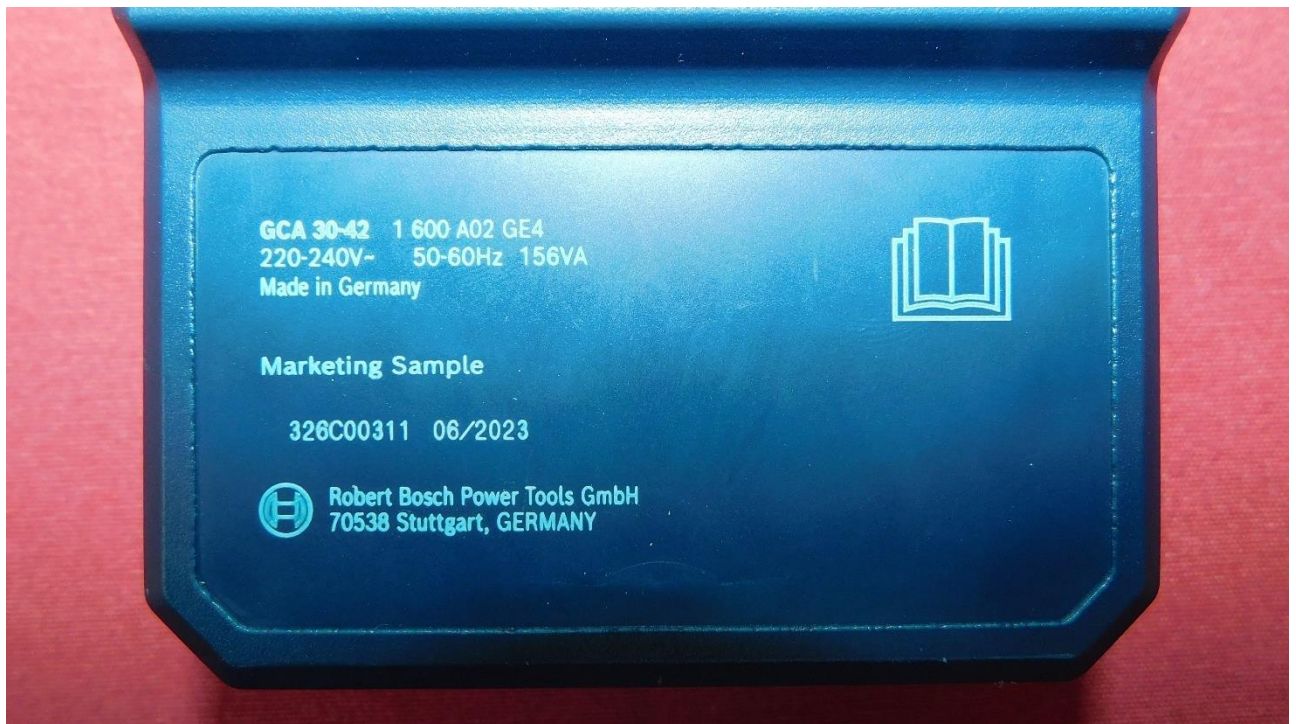 GCA 30-42 1 600 A02 GE4
220-240V~ 50-60Hz 156VA
Made in Germany
Marketing Sample
326C00311 06/2023
Robert Bosch Power Tools GmbH
70538 Stuttgart, GERMANY